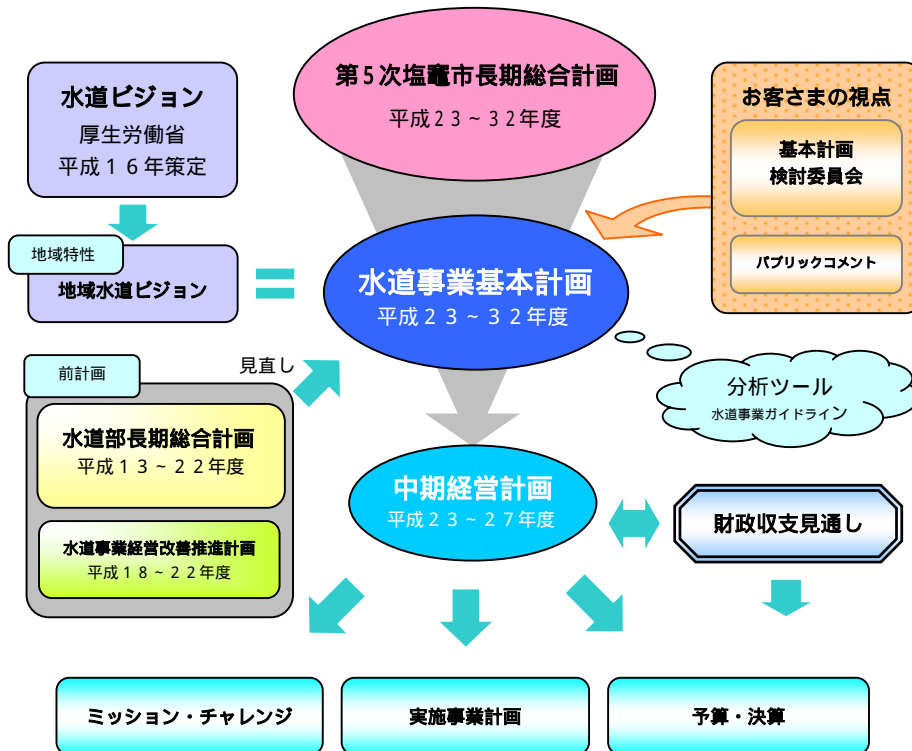 第5次塩竈市長期総合計画
平成23～32年度
水道ビジョン
厚生労働省
平成16年策定
お客さまの視点
基本計画
検討委員会
パブリックコメント
地域特性
地域水道ビジョン
水道事業基本計画
平成23～32年度
見直し
前計画
水道部長期総合計画
平成13～22年度
水道事業経営改善推進計画
平成18～22年度
分析ツール
水道事業ガイドライン
中期経営計画
平成23～27年度
財政収支見通し
ミッション・チャレンジ
実施事業計画
予算・決算